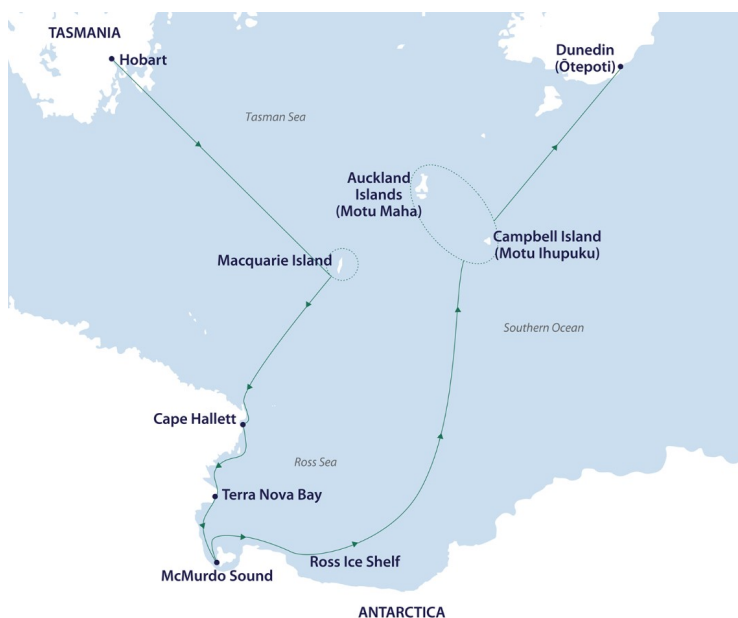 TASMANIA
Hobart
Dunedin
(Ōtepoti)
Tasman Sea
Auckland
Islands
(Motu Maha)
Campbell Island
(Motu Ihupuku)
Macquarie Island
Southern Ocean
Cape Hallett
Ross Sea
Terra Nova Bay
Ross Ice Shelf
McMurdo Sound
ANTARCTICA